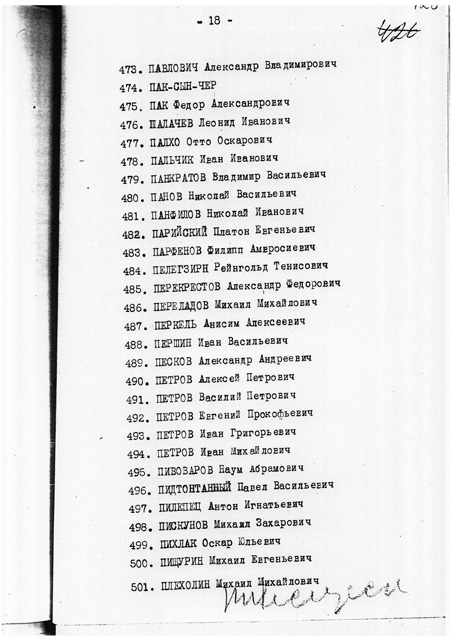 - 18 -
426
473. ПАВЛОВИЧ Александр Владимирович
474. ПАК-СЫН-ЧЕР
475. ПАК Федор Александрович
476. ПАЛАЧЕВ Леонид Иванович
477. ПАЛХО Отто Оскарович
478. ПАЛЬЧИК Иван Иванович
479. ПАНКРАТОВ Владимир Васильевич
480. ПАНОВ Николай Васильевич
481. ПАНФИЛОВ Николай Иванович
482. ПАРИЙСКИЙ Платон Евгеньевич
483. ПАРФЕНОВ Филипп Амвросиевич
484. ПЕЛЕГЗИРН Рейнгольд Тенисович
485. ПЕРЕКРЕСТОВ Александр Федорович
486. ПЕРЕЛАДОВ Михаил Михайлович
487. ПЕРКЕЛЬ Анисим Алексеевич
488. ПЕРШИН Иван Васильевич
489. ПЕСКОВ Александр Андреевич
490. ПЕТРОВ Алексей Петрович
491. ПЕТРОВ Василий Петрович
492. ПЕТРОВ Евгений Прокофьевич
493. ПЕТРОВ Иван Григорьевич
494. ПЕТРОВ Иван Михайлович
495. ПИВОЗАРОВ Наум Абрамович
496. ПИДТОНТАННЫЙ Павел Васильевич
497. ПИЛЕПЕЦ Антон Игнатьевич
498. ПИСКУНОВ Михаил Захарович
499. ПИХЛАК Оскар Юльевич
500. ПИЩУРИН Михаил Евгеньевич
501. ПЛЕХОЛИН Михаил Михайлович